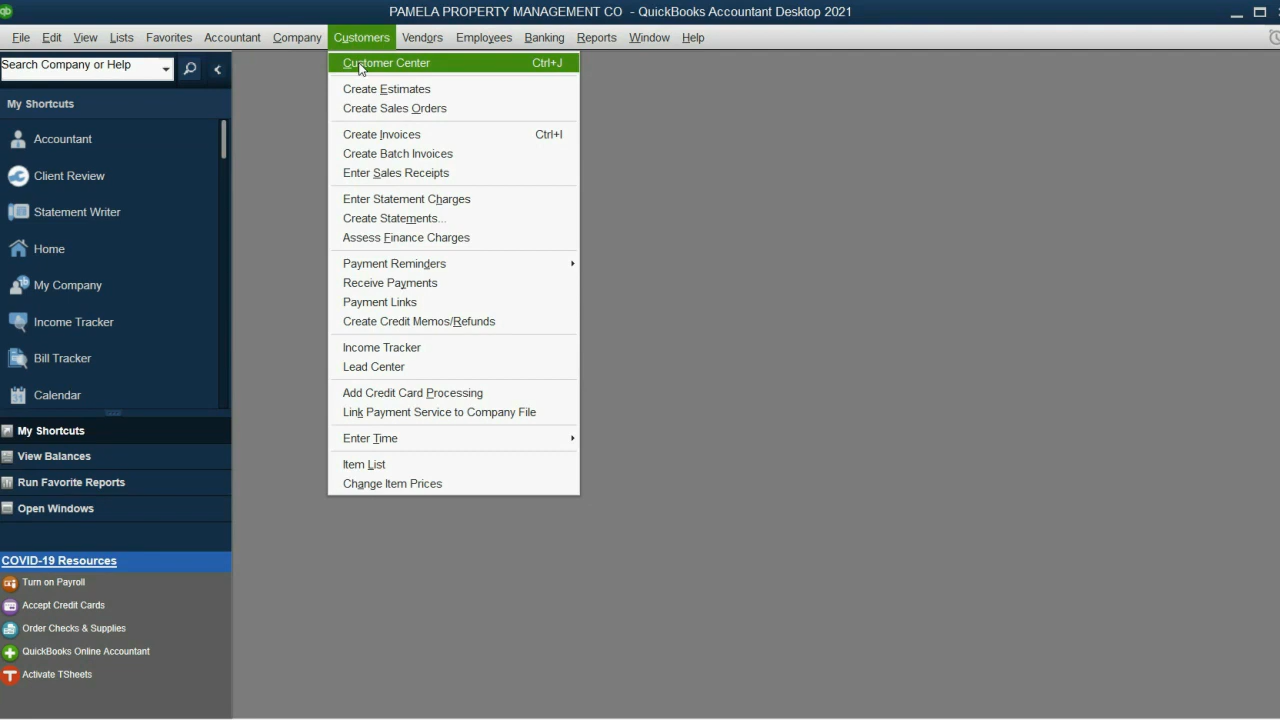 qb
PAMELA PROPERTY MANAGEMENT CO - QuickBooks Accountant Desktop 2021
File Edit View Lists Favorites Accountant Company Customers Vendors Employees Banking Reports Window Help
Search Company or Help
My Shortcuts
Accountant
Client Review
Statement Writer
Home
My Company
Income Tracker
Bill Tracker
Calendar
My Shortcuts
View Balances
Run Favorite Reports
Open Windows
COVID-19 Resources
Turn on Payroll
Accept Credit Cards
Order Checks & Supplies
QuickBooks Online Accountant
Activate TSheets
Customer Center Ctrl+J
Create Estimates
Create Sales Orders
Create Invoices Ctrl+I
Create Batch Invoices
Enter Sales Receipts
Enter Statement Charges
Create Statements...
Assess Finance Charges
Payment Reminders
Receive Payments
Payment Links
Create Credit Memos/Refunds
Income Tracker
Lead Center
Add Credit Card Processing
Link Payment Service to Company File
Enter Time
Item List
Change Item Prices